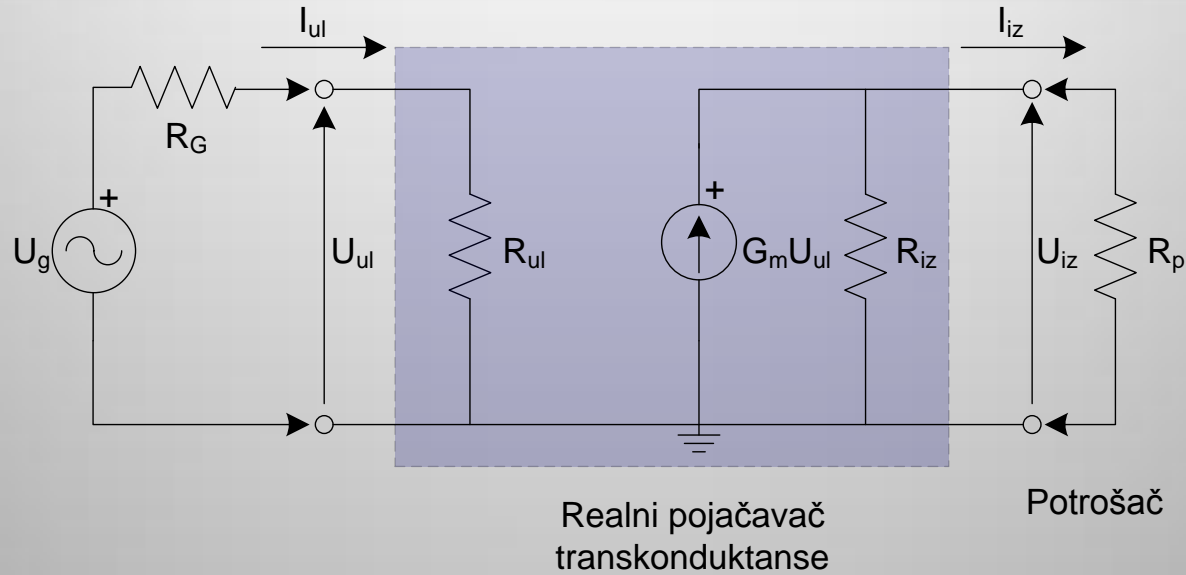 I_ul
I_iz
R_G
+
+
U_g
U_ul
R_ul
G_mU_ul
R_iz
U_iz
R_p
Realni pojačavač
transkonduktanse
Potrošač